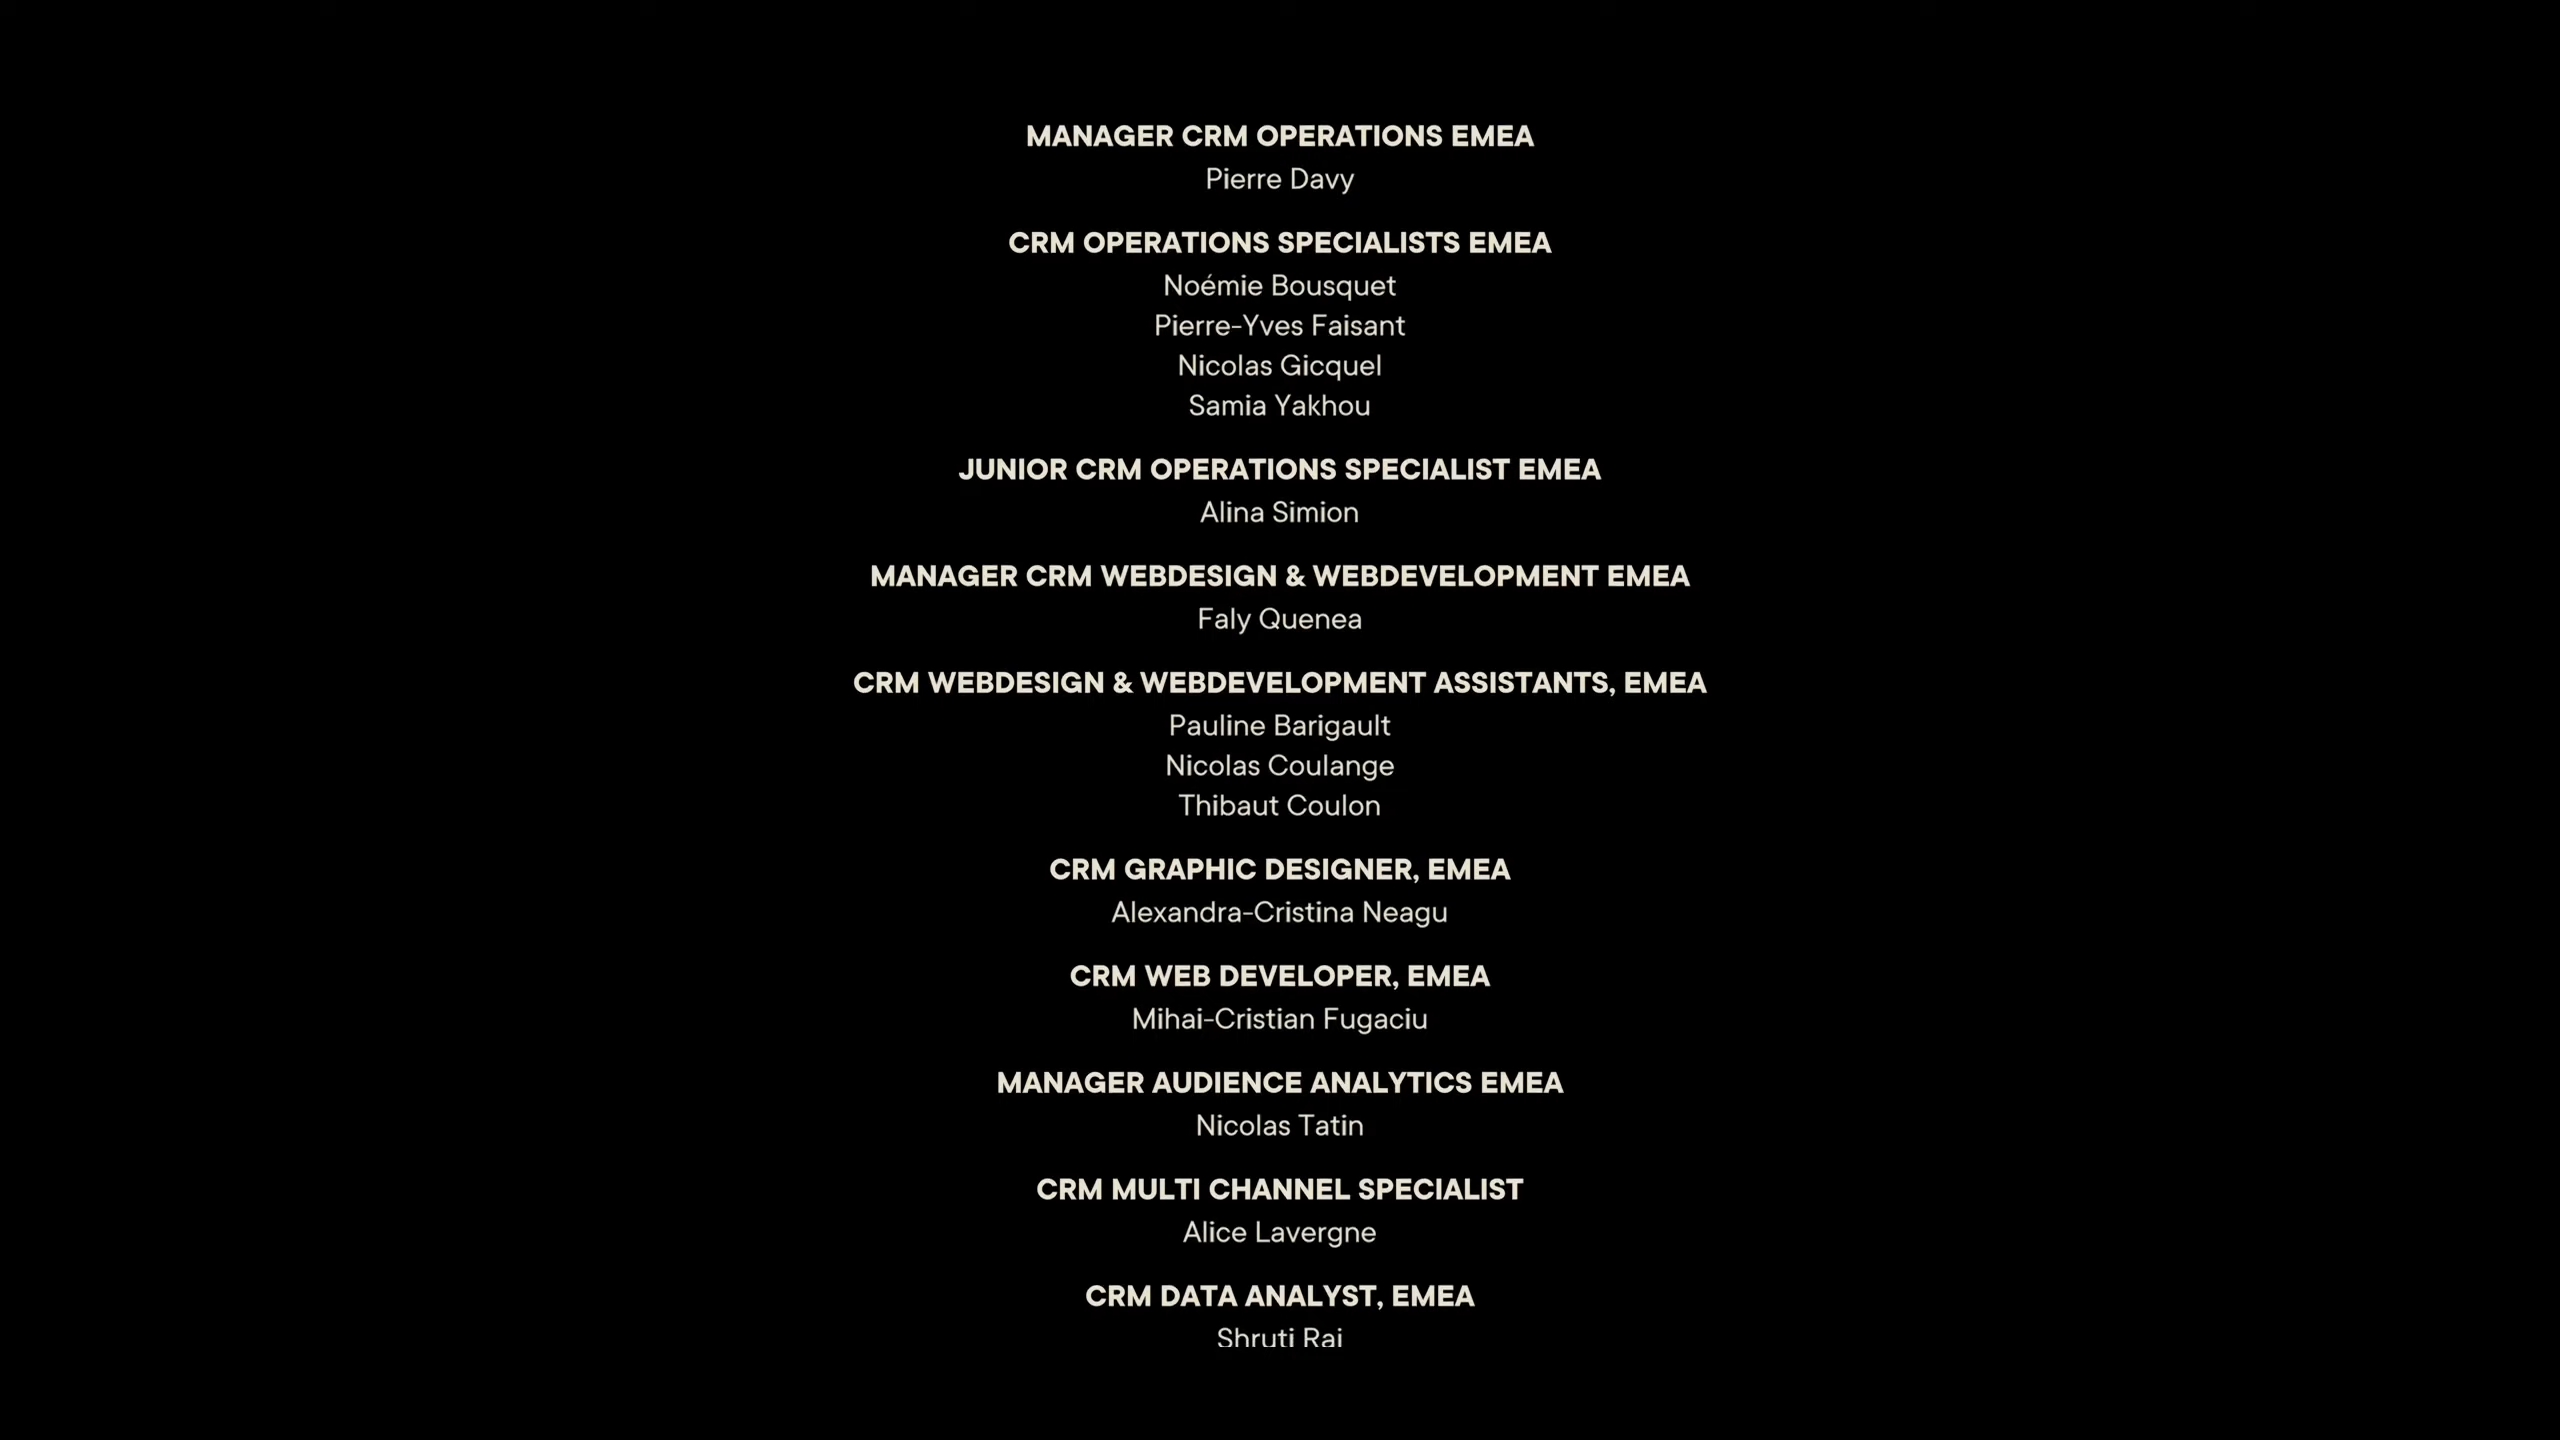 MANAGER CRM OPERATIONS EMEA
Pierre Davy
CRM OPERATIONS SPECIALISTS EMEA
Noémie Bousquet
Pierre-Yves Faisant
Nicolas Gicquel
Samia Yakhou
JUNIOR CRM OPERATIONS SPECIALIST EMEA
Alina Simion
MANAGER CRM WEBDESIGN & WEBDEVELOPMENT EMEA
Faly Quenea
CRM WEBDESIGN & WEBDEVELOPMENT ASSISTANTS, EMEA
Pauline Barigault
Nicolas Coulange
Thibaut Coulon
CRM GRAPHIC DESIGNER, EMEA
Alexandra-Cristina Neagu
CRM WEB DEVELOPER, EMEA
Mihai-Cristian Fugaciu
MANAGER AUDIENCE ANALYTICS EMEA
Nicolas Tatin
CRM MULTI CHANNEL SPECIALIST
Alice Lavergne
CRM DATA ANALYST, EMEA
Shruti